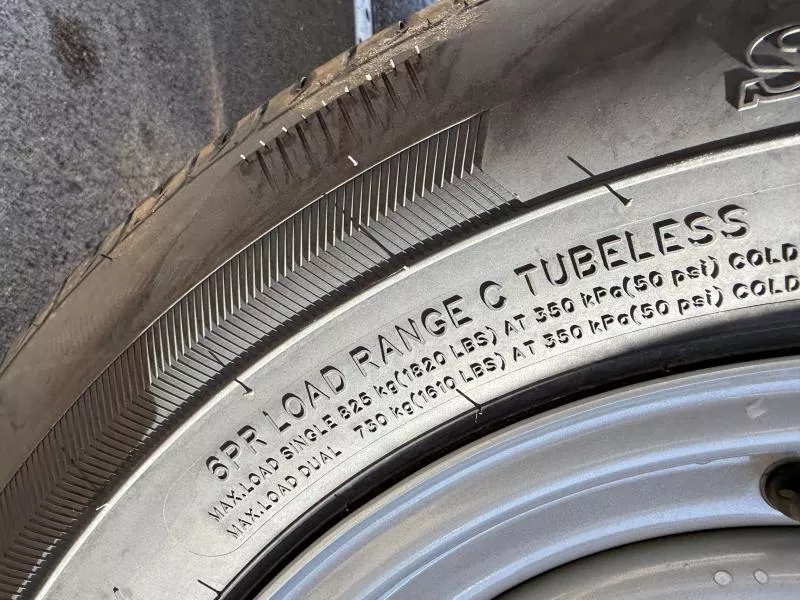 6PR LOAD RANGE C TUBELESS
MAX.LOAD SINGLE 825 kg(1820 LBS) AT 350 kPa(50 psi) COLD
MAX.LOAD DUAL 730 kg(1610 LBS) AT 350 kPa(50 psi) COLD